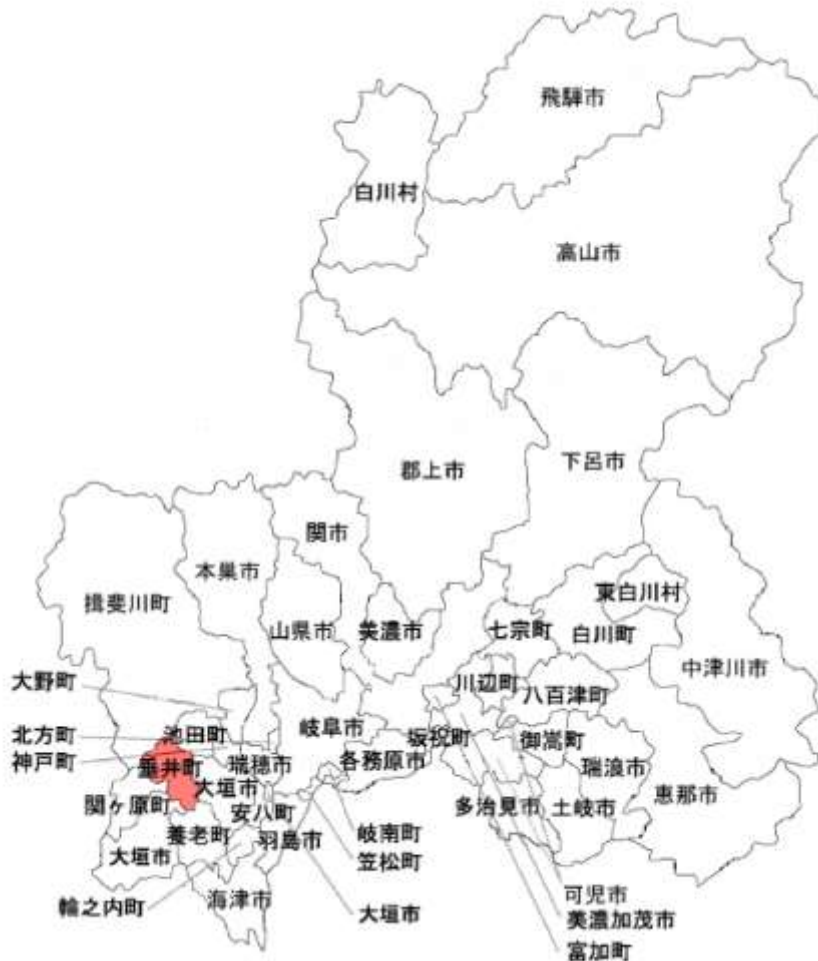 飛騨市
白川村
高山市
郡上市
下呂市
関市
本巣市
揖斐川町
東白川村
山県市
美濃市
七宗町
白川町
中津川市
大野町
川辺町
八百津町
北方町
池田町
岐阜市
坂祝町
御嵩町
神戸町
垂井町
瑞穂市
各務原市
瑞浪市
大垣市
恵那市
関ヶ原町
安八町
多治見市
土岐市
養老町
羽島市
岐南町
大垣市
笠松町
輪之内町
海津市
大垣市
可児市
美濃加茂市
富加町